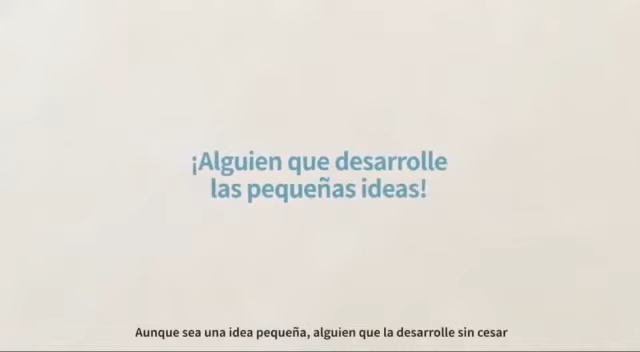 ¡Alguien que desarrolle
las pequeñas ideas!
Aunque sea una idea pequeña, alguien que la desarrolle sin cesar